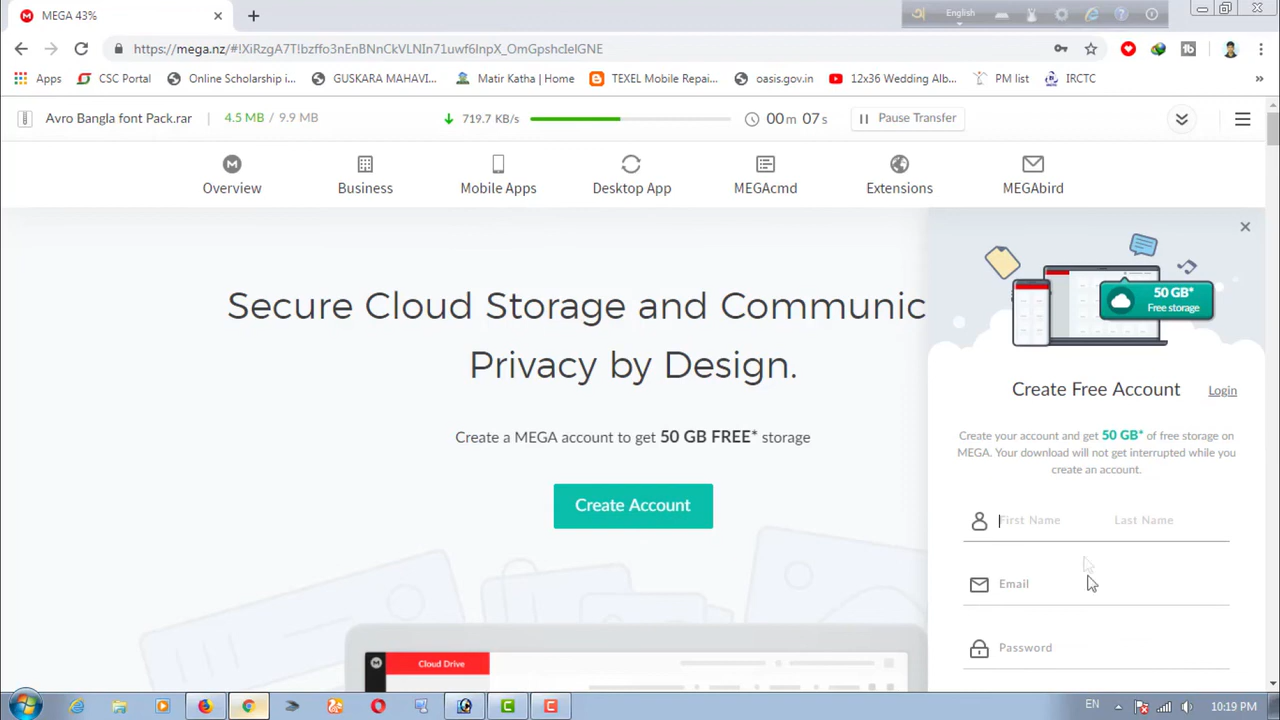 MEGA 43%
English
https://mega.nz/#!XiRzgA7T!bzffo3nEnBNnCkVLNIn71uwf6InpX_OmGpshcIelGNE
Apps
CSC Portal
Online Scholarship i...
GUSKARA MAHAVI...
Matir Katha | Home
TEXEL Mobile Repai...
oasis.gov.in
12x36 Wedding Alb...
PM list
IRCTC
Avro Bangla font Pack.rar
4.5 MB / 9.9 MB
719.7 KB/s
00m 07s
Pause Transfer
Overview
Business
Mobile Apps
Desktop App
MEGAcmd
Extensions
MEGAbird
Secure Cloud Storage and Communic
Privacy by Design.
Create a MEGA account to get 50 GB FREE* storage
Create Account
Cloud Drive
50 GB*
Free storage
Create Free Account
Login
Create your account and get 50 GB* of free storage on
MEGA. Your download will not get interrupted while you
create an account.
First Name
Last Name
Email
Password
EN
10:19 PM